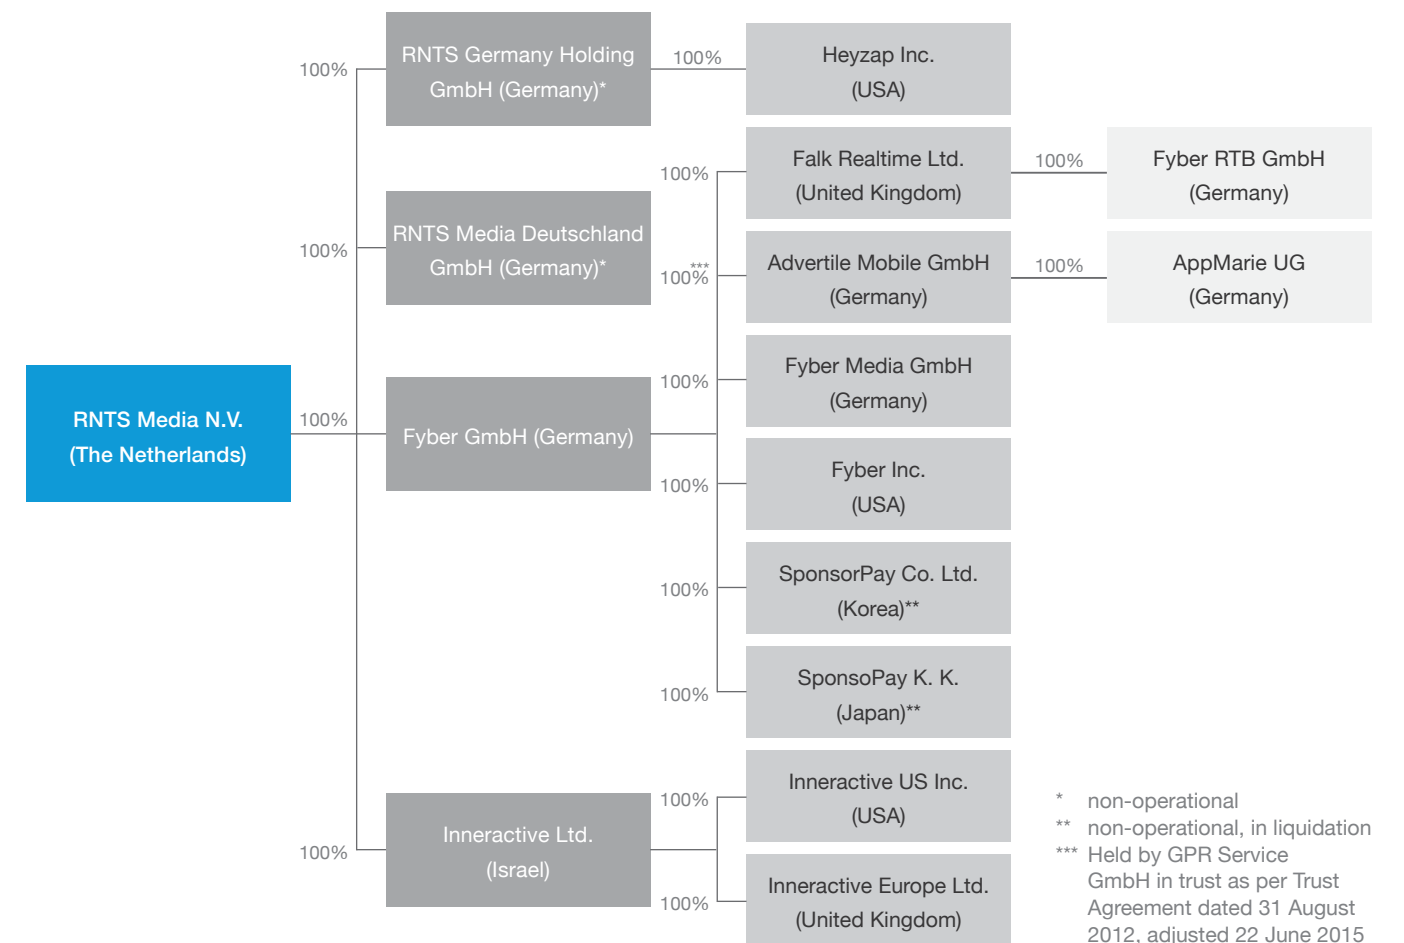 100%
RNTS Germany Holding
GmbH (Germany)*
100%
Heyzap Inc.
(USA)
100%
Falk Realtime Ltd.
(United Kingdom)
100%
Fyber RTB GmbH
(Germany)
100%
RNTS Media Deutschland
GmbH (Germany)*
100%***
Advertile Mobile GmbH
(Germany)
100%
AppMarie UG
(Germany)
100%
Fyber Media GmbH
(Germany)
RNTS Media N.V.
(The Netherlands)
100%
Fyber GmbH (Germany)
100%
Fyber Inc.
(USA)
100%
SponsorPay Co. Ltd.
(Korea)**
100%
SponsoPay K. K.
(Japan)**
100%
Inneractive Ltd.
(Israel)
100%
Inneractive US Inc.
(USA)
100%
Inneractive Europe Ltd.
(United Kingdom)
* non-operational
** non-operational, in liquidation
*** Held by GPR Service
GmbH in trust as per Trust
Agreement dated 31 August
2012, adjusted 22 June 2015